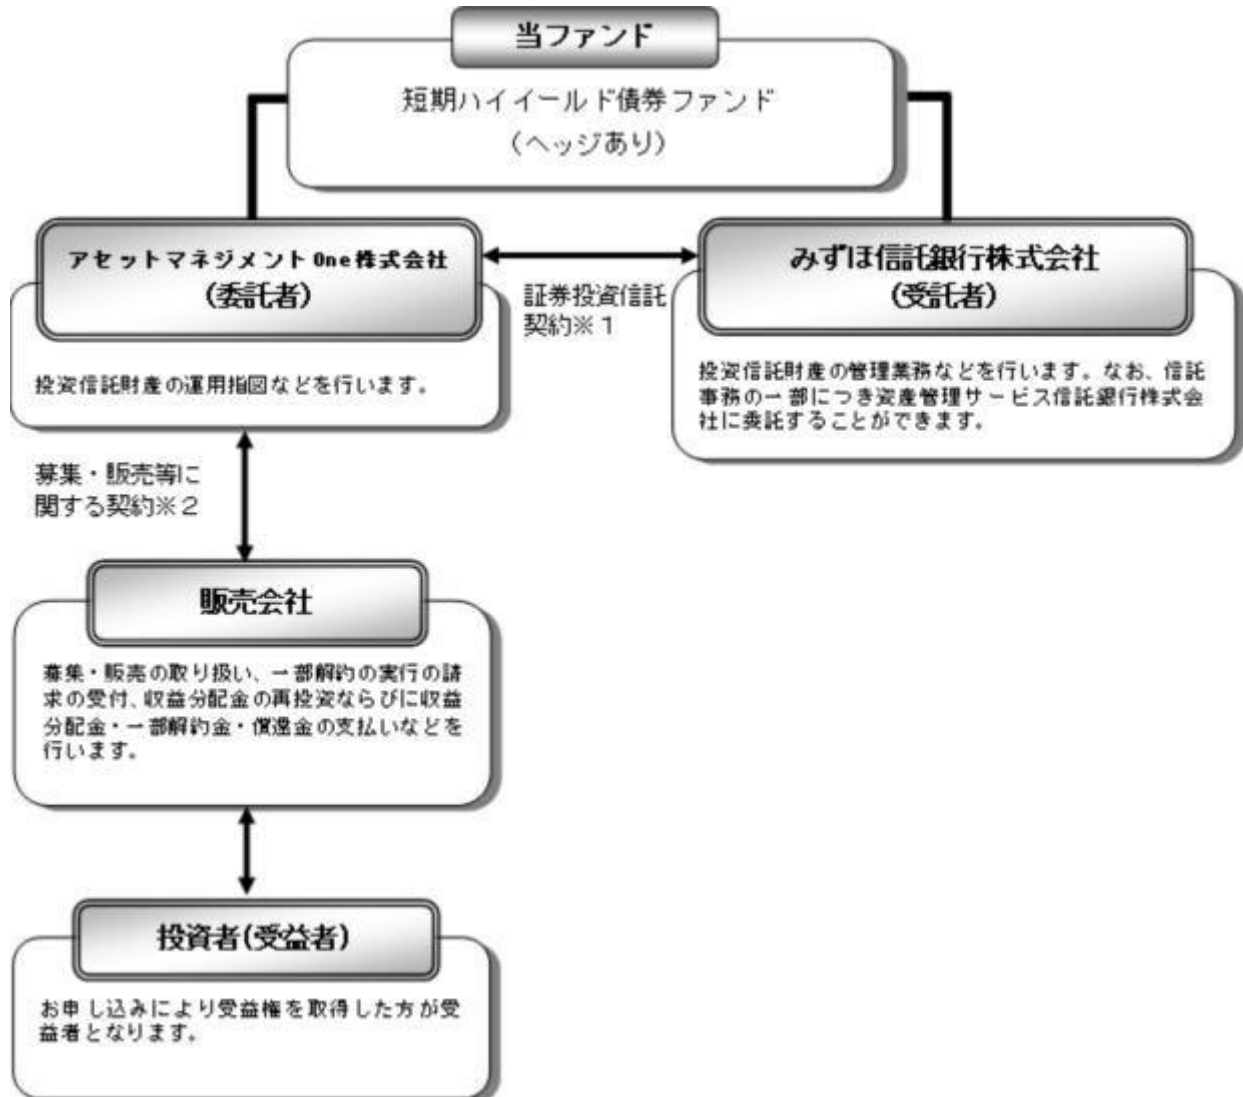 当ファンド
短期ハイイールド債券ファンド
（ヘッジあり）
アセットマネジメントOne株式会社
（委託者）
投資信託財産の運用指図などを行います。
証券投資信託
契約※１
みずほ信託銀行株式会社
（受託者）
投資信託財産の管理業務などを行います。なお、信託
事務の一部につき資産管理サービス信託銀行株式会
社に委託することができます。
募集・販売等に
関する契約※２
販売会社
募集・販売の取り扱い、一部解約の実行の請
求の受付、収益分配金の再投資ならびに収益
分配金・一部解約金・償還金の支払いなどを
行います。
投資者(受益者)
お申し込みにより受益権を取得した方が受
益者となります。